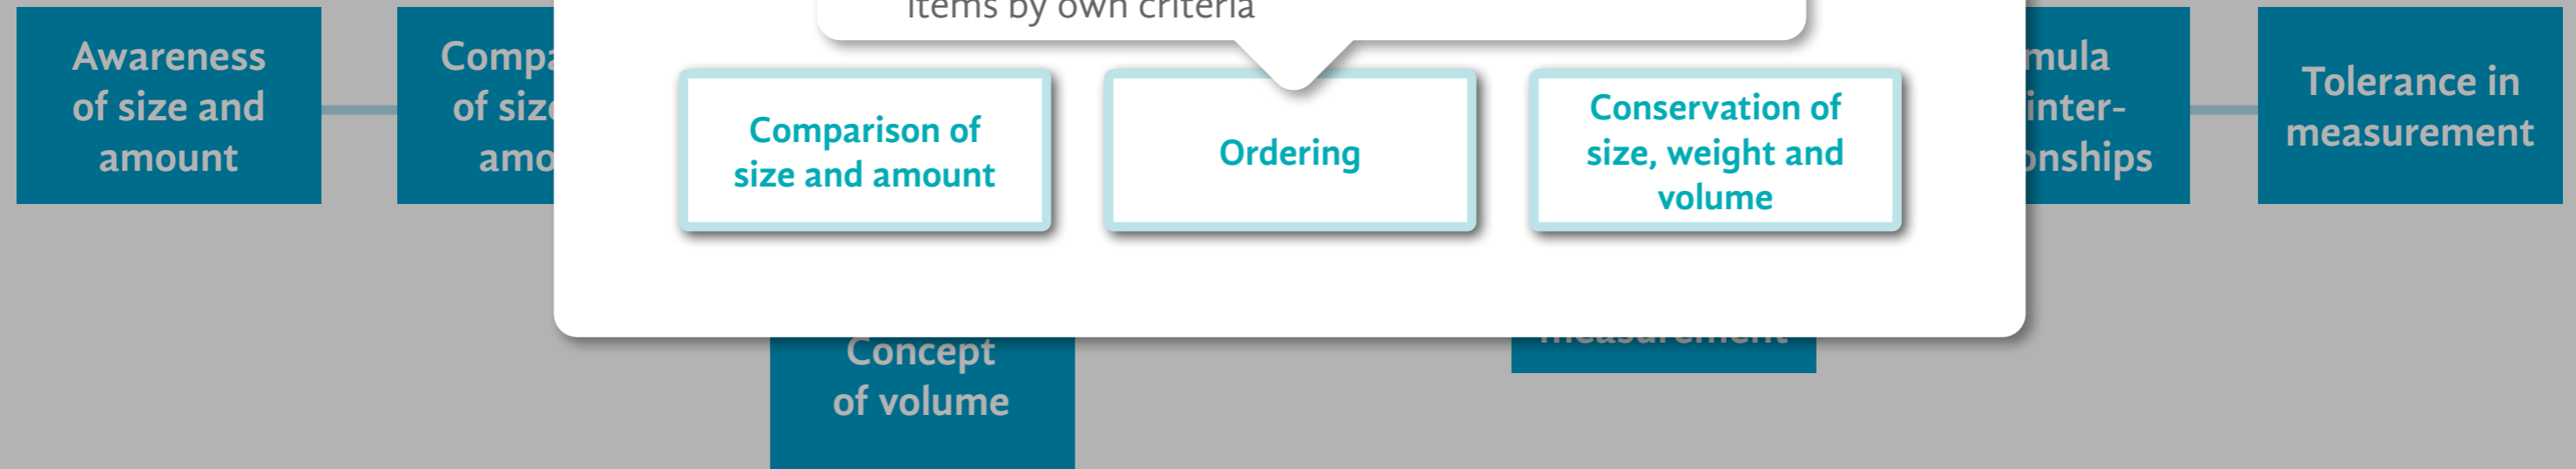 items by own criteria
Awareness
of size and
amount
Comparison of
size and amount
Ordering
Conservation of
size, weight and
volume
Tolerance in
measurement
Concept
of volume
measurement